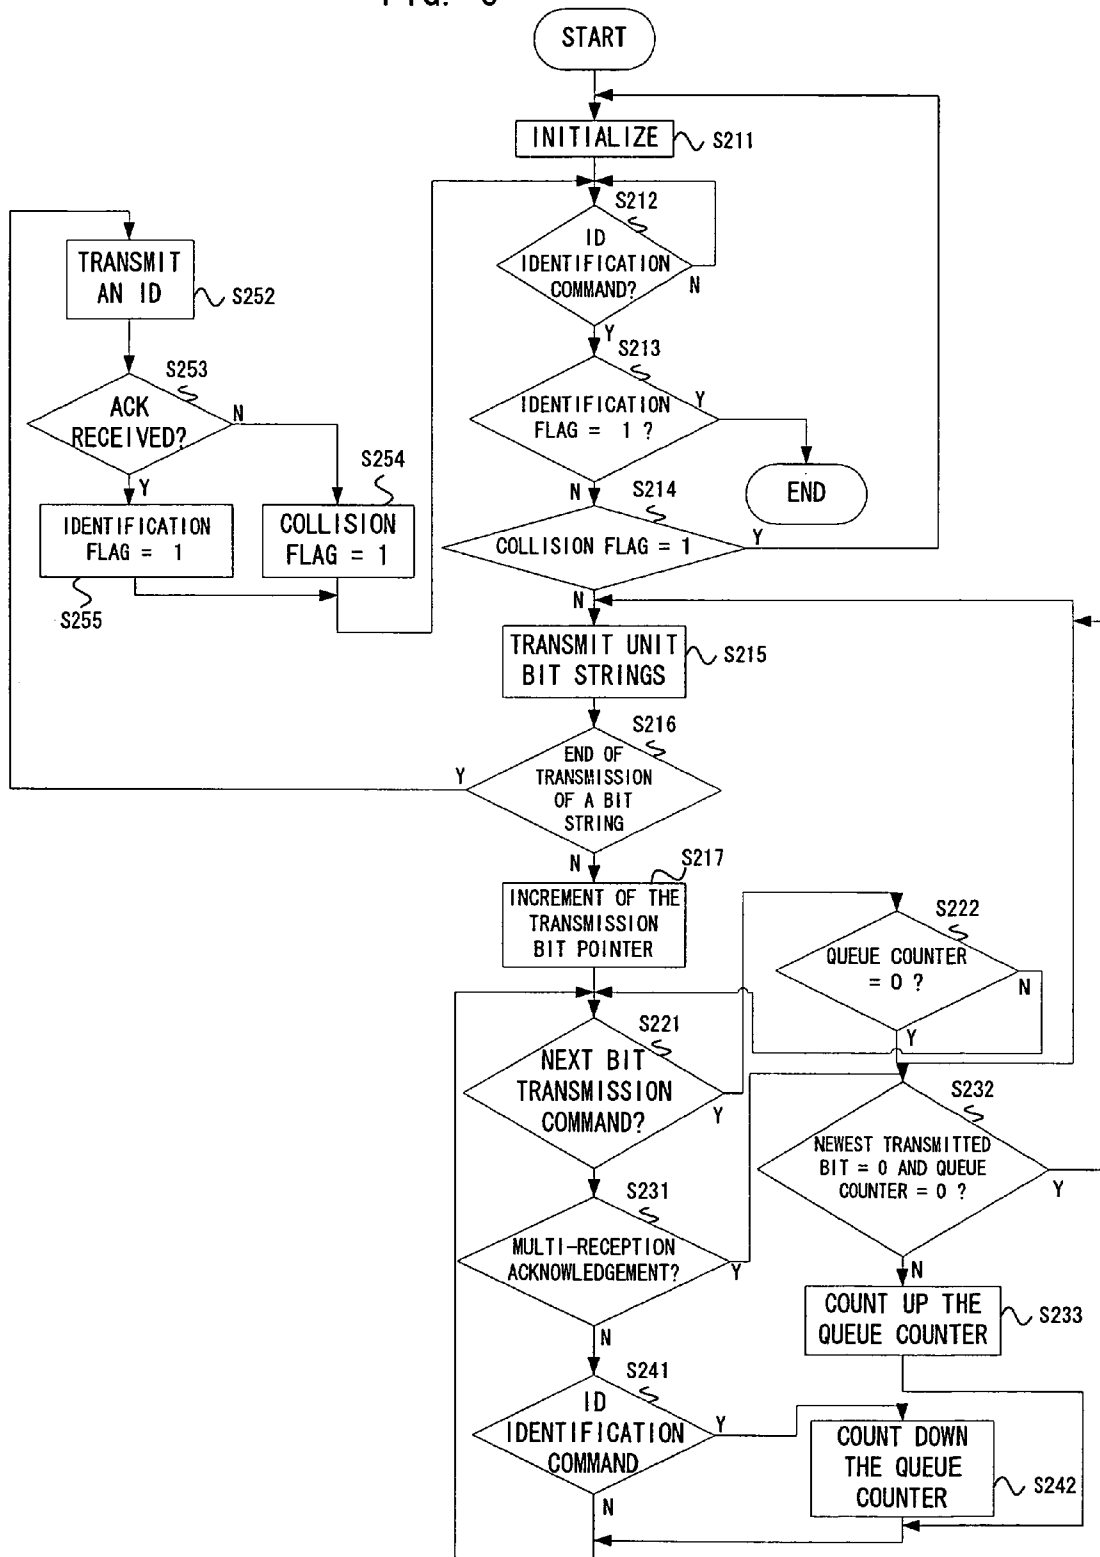 START
INITIALIZE
S211
S212
ID
IDENTIFICATION
COMMAND?
N
Y
TRANSMIT
AN ID
S252
S213
IDENTIFICATION
FLAG = 1 ?
Y
N
END
S253
ACK
RECEIVED?
N
Y
S254
COLLISION
FLAG = 1
IDENTIFICATION
FLAG = 1
S255
S214
COLLISION FLAG = 1
Y
N
TRANSMIT UNIT
BIT STRINGS
S215
S216
END OF
TRANSMISSION
OF A BIT
STRING
Y
N
S217
INCREMENT OF THE
TRANSMISSION
BIT POINTER
S222
QUEUE COUNTER
= 0 ?
N
Y
S221
NEXT BIT
TRANSMISSION
COMMAND?
Y
S232
NEWEST TRANSMITTED
BIT = 0 AND QUEUE
COUNTER = 0 ?
Y
N
S231
MULTI-RECEPTION
ACKNOWLEDGEMENT?
Y
N
COUNT UP THE
QUEUE COUNTER
S233
S241
ID
IDENTIFICATION
COMMAND
Y
N
COUNT DOWN
THE QUEUE
COUNTER
S242